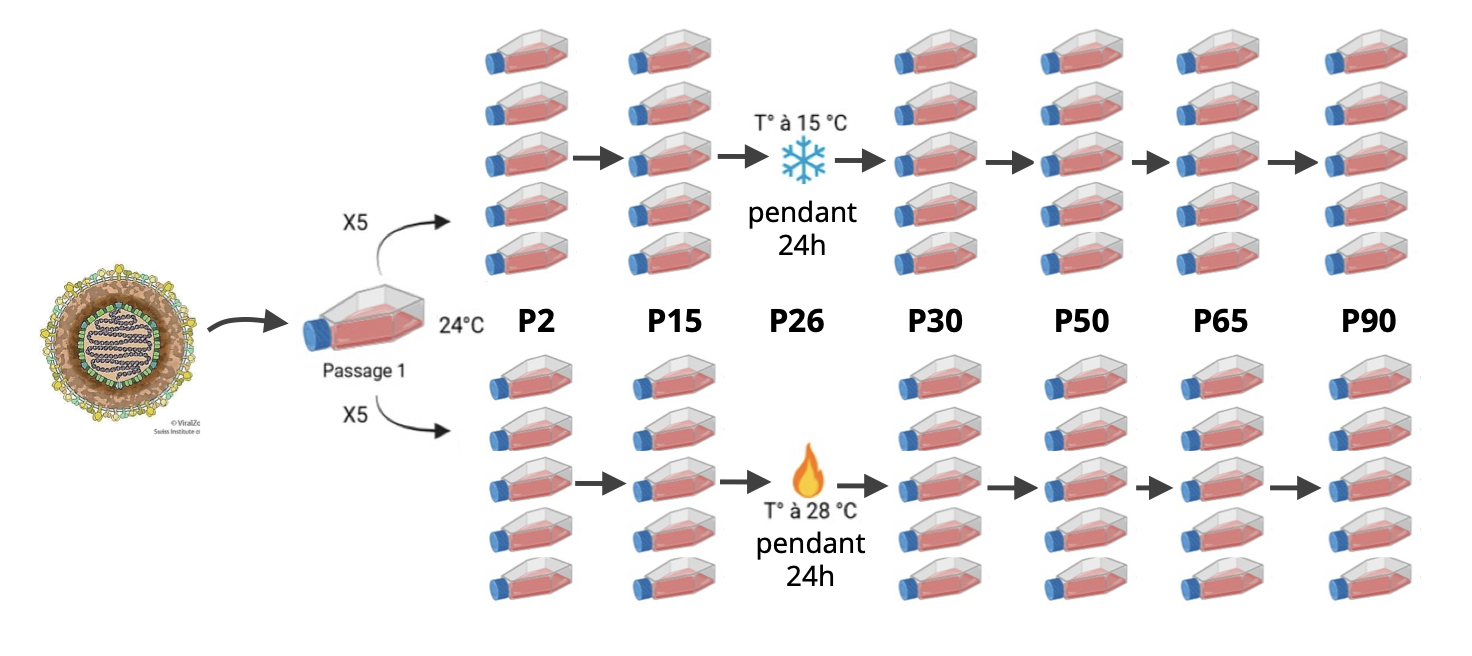 T° à 15 °C
pendant
24h
X5
24°C
P2
P15
P26
P30
P50
P65
P90
Passage 1
X5
T° à 28 °C
pendant
24h
Swiss Institute